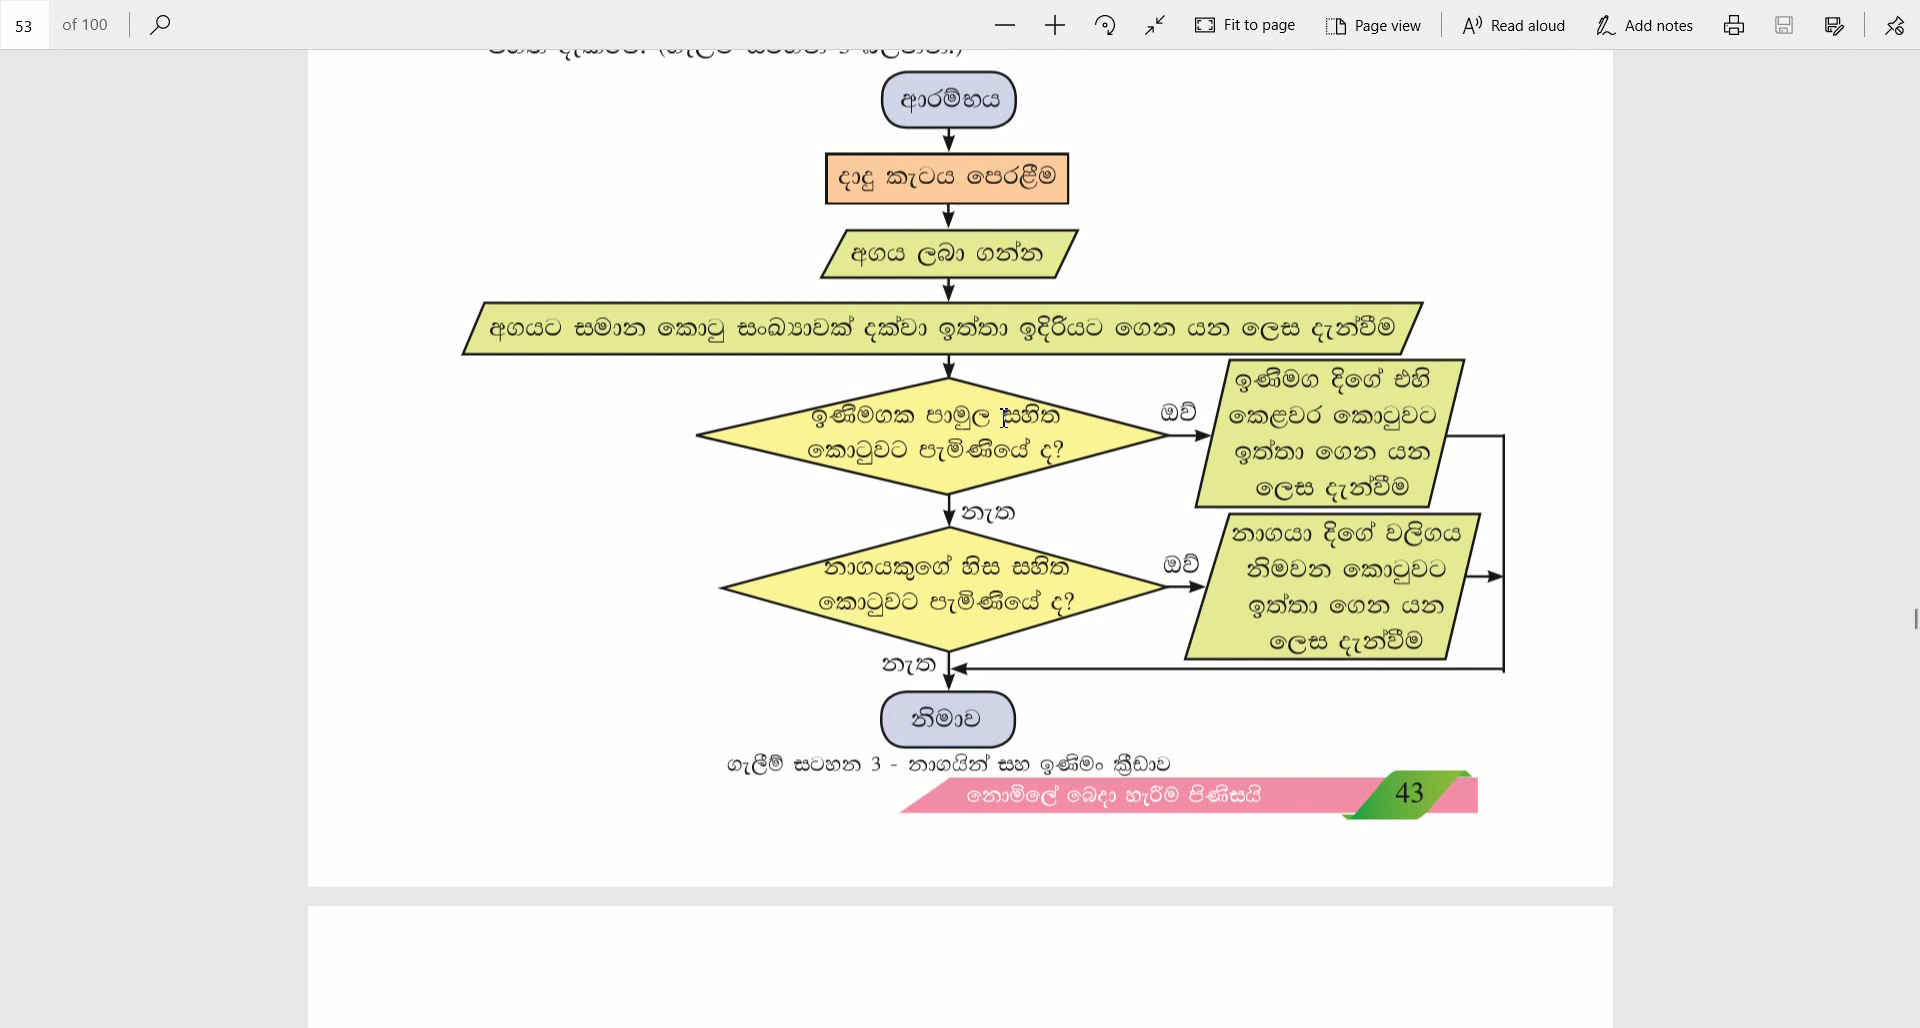 53 of 100 Fit to page Page view Read aloud Add notes
ආරම්භය
දාදු කැටය පෙරළීම
අගය ලබා ගන්න
අගයට සමාන කොටු සංඛ්‍යාවක් දක්වා ඉත්තා ඉදිරියට ගෙන යන ලෙස දැන්වීම
ඉණිමගක පාමුල සහිත
කොටුවට පැමිණියේ ද?
ඔව්
ඉණිමග දිගේ එහි
කෙළවර කොටුවට
ඉත්තා ගෙන යන
ලෙස දැන්වීම
නැත
නාගයකුගේ හිස සහිත
කොටුවට පැමිණියේ ද?
ඔව්
නාගයා දිගේ වලිගය
නිමවන කොටුවට
ඉත්තා ගෙන යන
ලෙස දැන්වීම
නැත
නිමාව
ගැලීම් සටහන 3 - නාගයින් සහ ඉණිමං ක්‍රීඩාව
නොමිලේ බෙදා හැරීම පිණිසයි
43